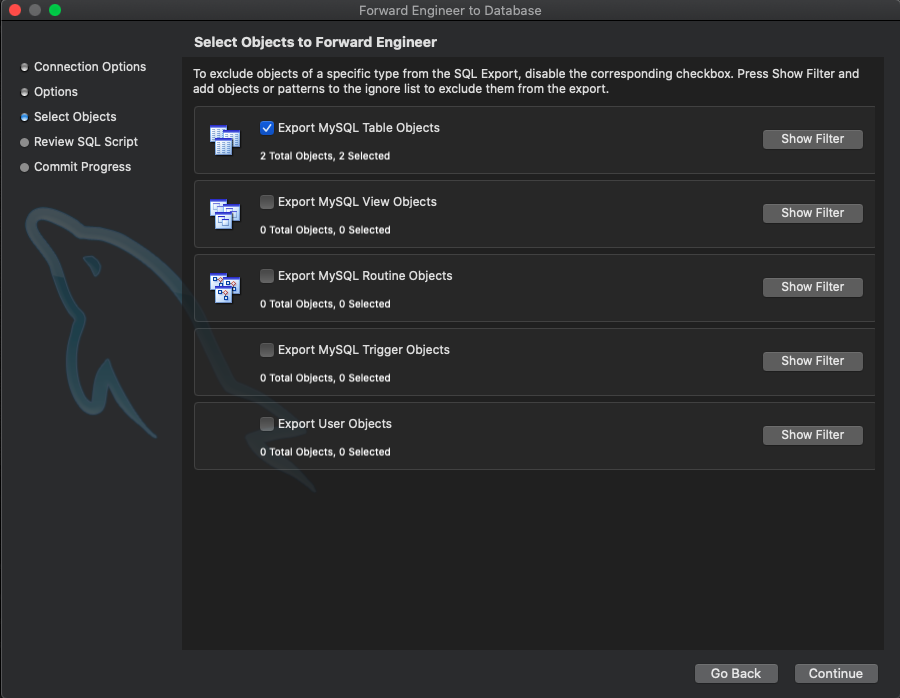 Forward Engineer to Database
Select Objects to Forward Engineer
Connection Options
Options
Select Objects
Review SQL Script
Commit Progress
To exclude objects of a specific type from the SQL Export, disable the corresponding checkbox. Press Show Filter and
add objects or patterns to the ignore list to exclude them from the export.
Export MySQL Table Objects
2 Total Objects, 2 Selected
Show Filter
Export MySQL View Objects
0 Total Objects, 0 Selected
Show Filter
Export MySQL Routine Objects
0 Total Objects, 0 Selected
Show Filter
Export MySQL Trigger Objects
0 Total Objects, 0 Selected
Show Filter
Export User Objects
0 Total Objects, 0 Selected
Show Filter
Go Back
Continue